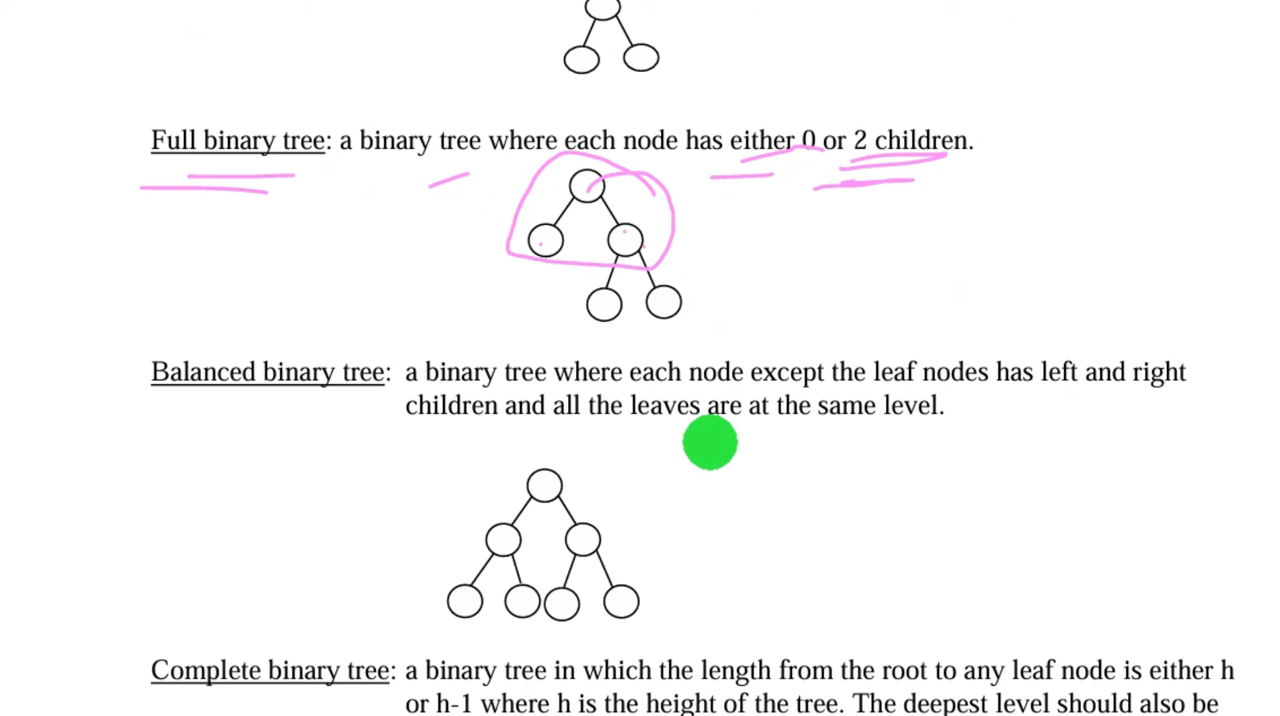 Full binary tree: a binary tree where each node has either 0 or 2 children.
Balanced binary tree: a binary tree where each node except the leaf nodes has left and right
children and all the leaves are at the same level.
Complete binary tree: a binary tree in which the length from the root to any leaf node is either h
or h-1 where h is the height of the tree. The deepest level should also be